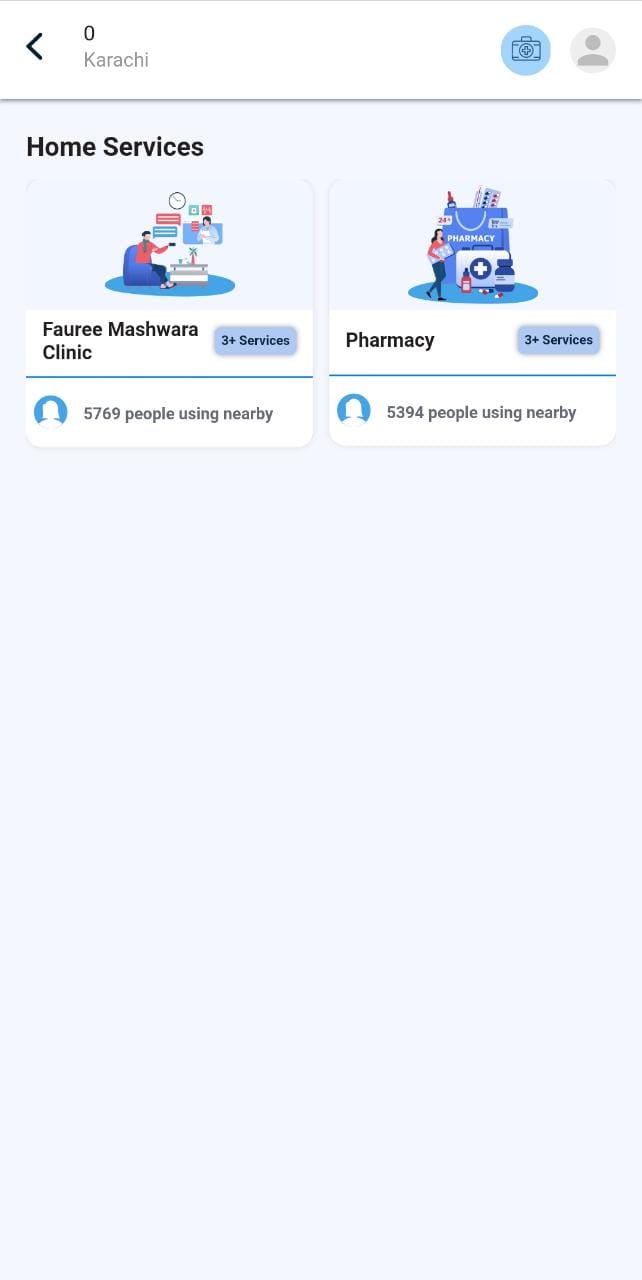 0
Karachi
Home Services
Fauree Mashwara
Clinic
3+ Services
5769 people using nearby
24
PHARMACY
Pharmacy
3+ Services
5394 people using nearby